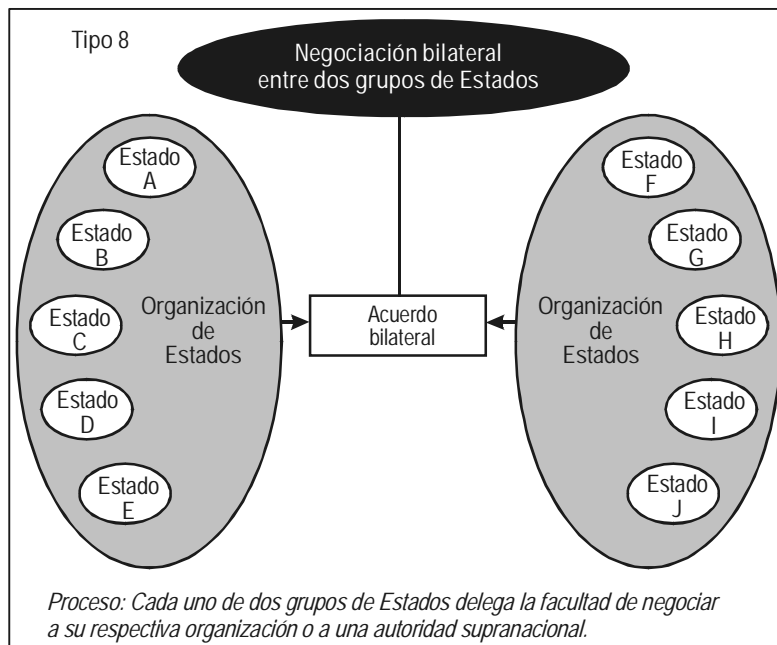 Tipo 8
Negociación bilateral
entre dos grupos de Estados
Estado
A
Estado
B
Estado
C
Estado
D
Estado
E
Organización
de
Estados
Acuerdo
bilateral
Organización
de
Estados
Estado
F
Estado
G
Estado
H
Estado
I
Estado
J
Proceso: Cada uno de dos grupos de Estados delega la facultad de negociar
a su respectiva organización o a una autoridad supranacional.